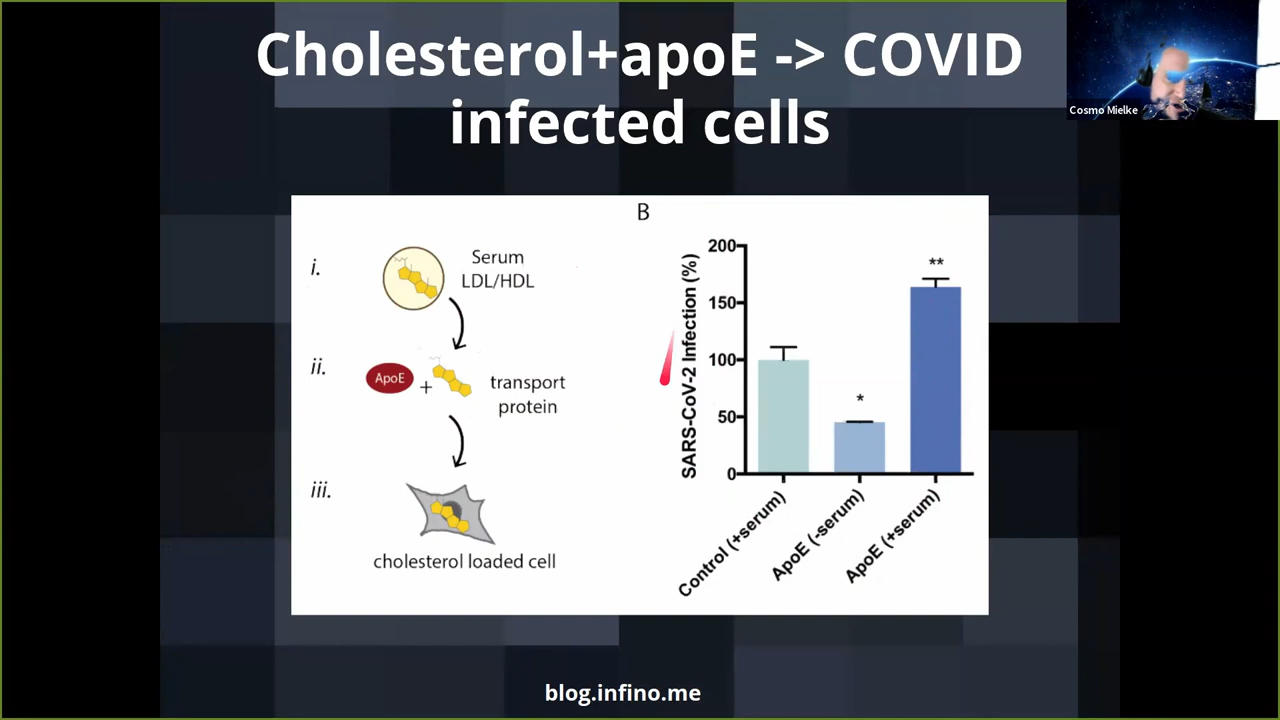 Cholesterol+apoE -> COVID
infected cells
Cosmo Mielke
i.
Serum
LDL/HDL
ii.
ApoE
+
transport
protein
iii.
cholesterol loaded cell
B
SARS-CoV-2 Infection (%)
200
150
100
50
0
*
**
Control (+serum)
ApoE (-serum)
ApoE (+serum)
blog.infino.me